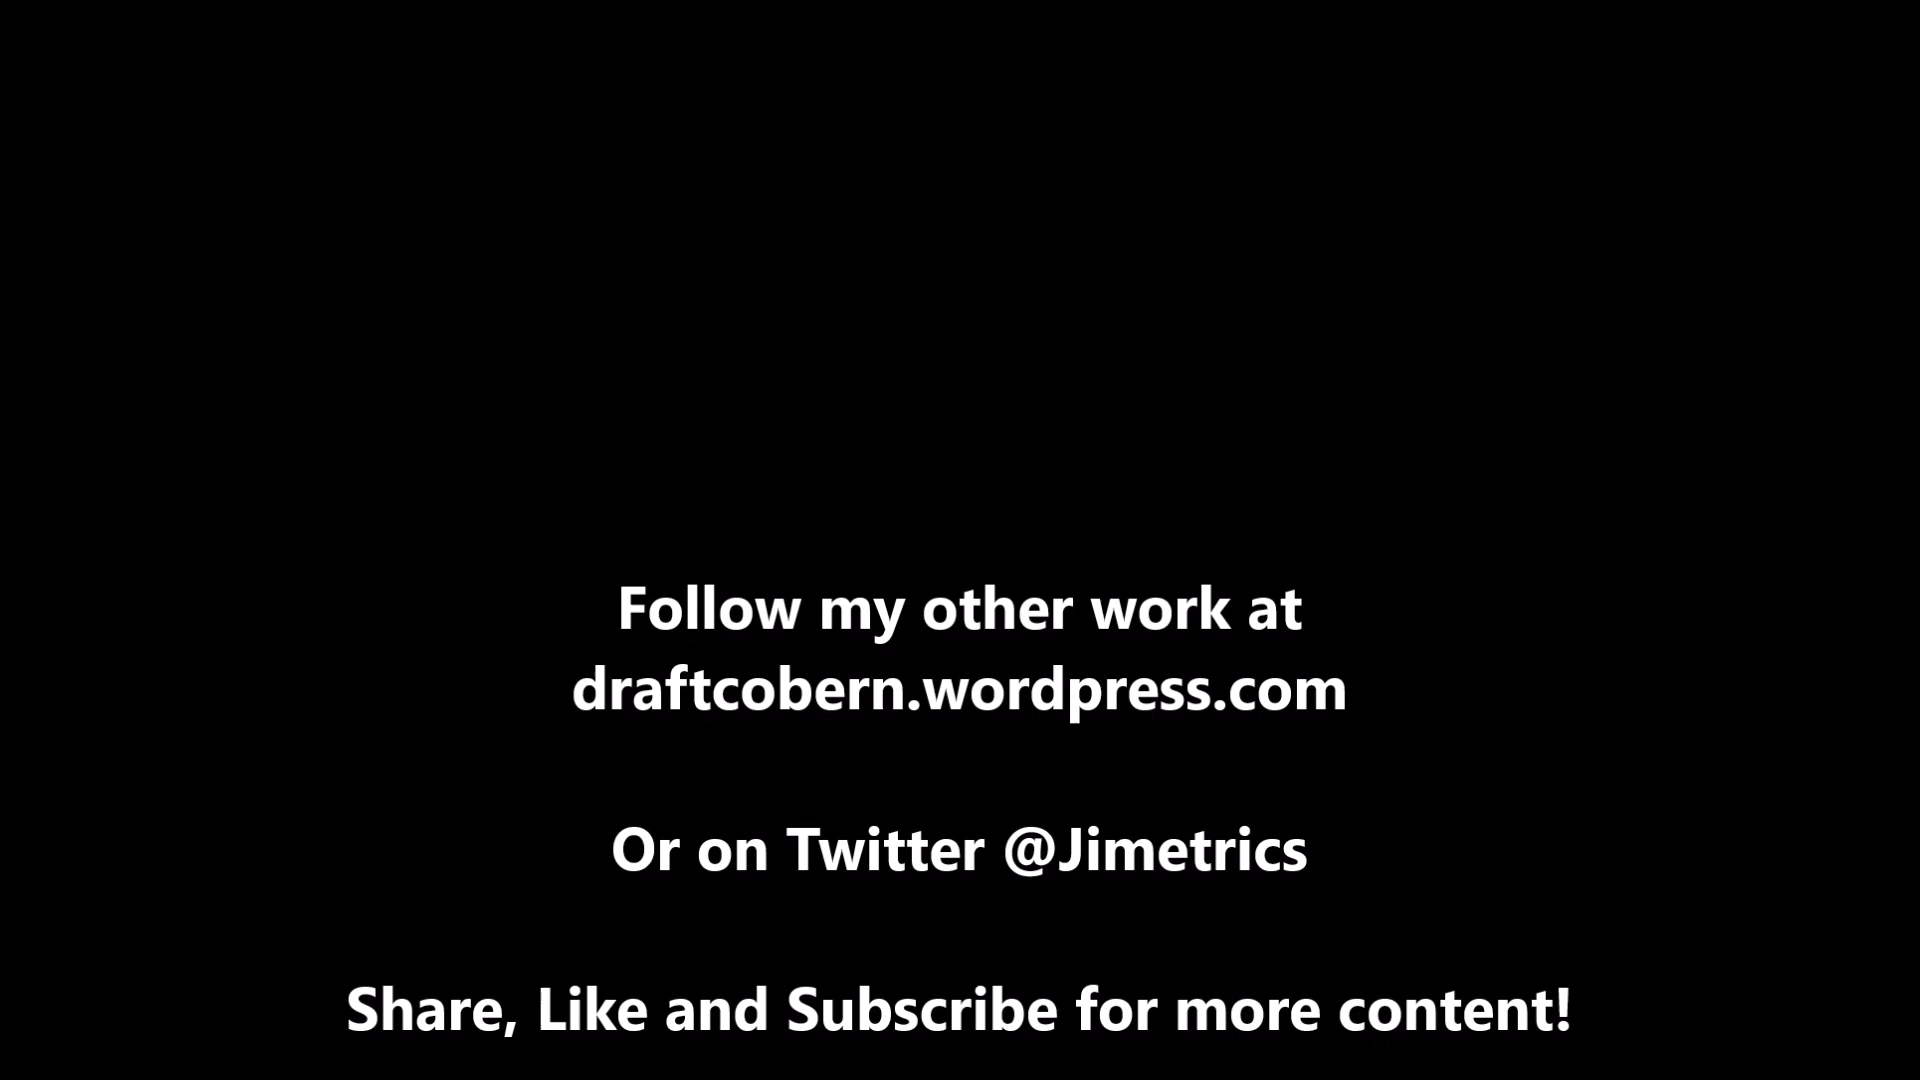 Follow my other work at
draftcobern.wordpress.com
Or on Twitter @Jimetrics
Share, Like and Subscribe for more content!